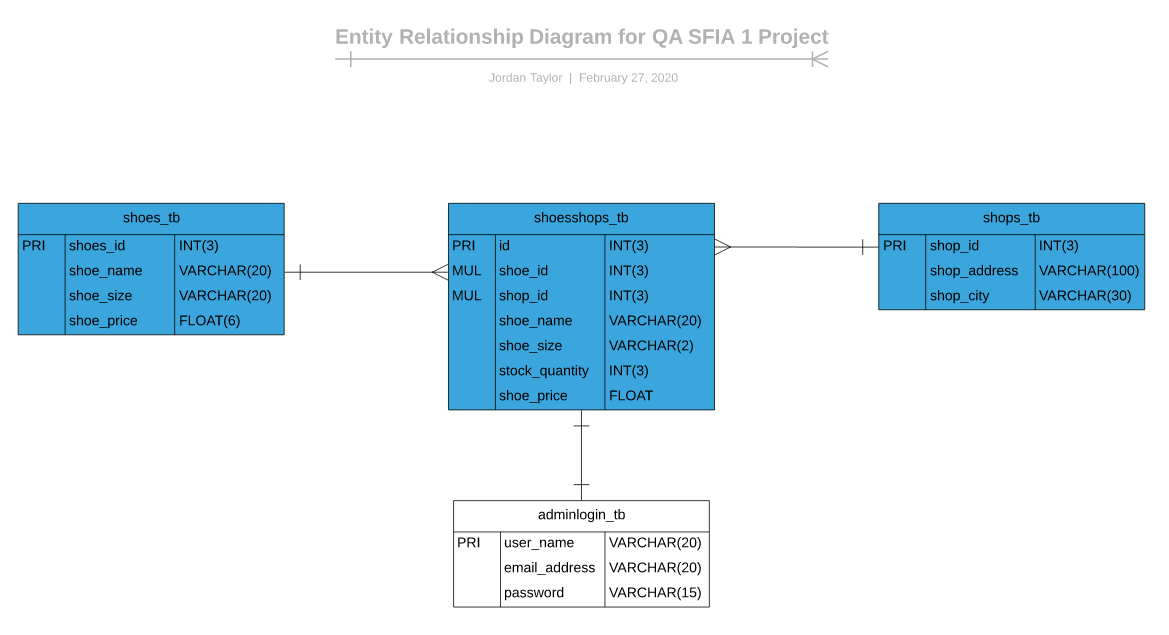 Entity Relationship Diagram for QA SFIA 1 Project
Jordan Taylor | February 27, 2020
shoes_tb
PRI shoes_id INT(3)
shoe_name VARCHAR(20)
shoe_size VARCHAR(20)
shoe_price FLOAT(6)
shoesshops_tb
PRI id INT(3)
MUL shoe_id INT(3)
MUL shop_id INT(3)
shoe_name VARCHAR(20)
shoe_size VARCHAR(2)
stock_quantity INT(3)
shoe_price FLOAT
shops_tb
PRI shop_id INT(3)
shop_address VARCHAR(100)
shop_city VARCHAR(30)
adminlogin_tb
PRI user_name VARCHAR(20)
email_address VARCHAR(20)
password VARCHAR(15)